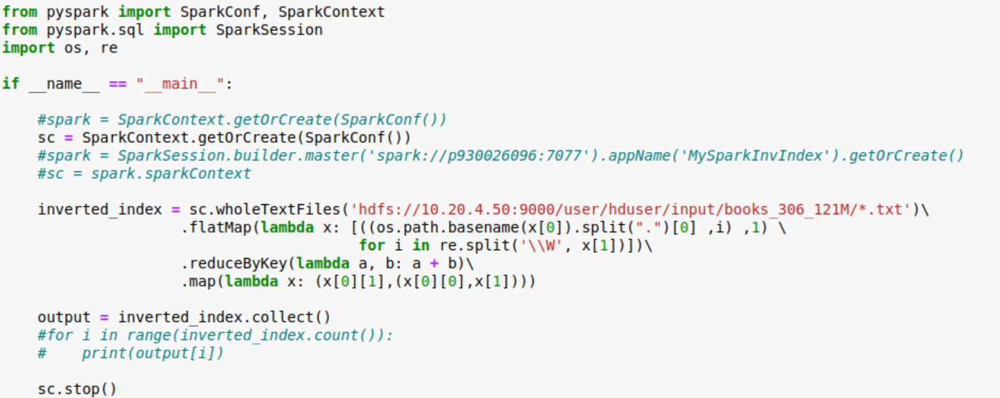 from pyspark import SparkConf, SparkContext
from pyspark.sql import SparkSession
import os, re

if __name__ == "__main__":

    #spark = SparkContext.getOrCreate(SparkConf())
    sc = SparkContext.getOrCreate(SparkConf())
    #spark = SparkSession.builder.master('spark://p930026096:7077').appName('MySparkInvIndex').getOrCreate()
    #sc = spark.sparkContext

    inverted_index = sc.wholeTextFiles('hdfs://10.20.4.50:9000/user/hduser/input/books_306_121M/*.txt')\
                    .flatMap(lambda x: [((os.path.basename(x[0]).split(".")[0] ,i) ,1) \
                                        for i in re.split('\\W', x[1])])\
                    .reduceByKey(lambda a, b: a + b)\
                    .map(lambda x: (x[0][1],(x[0][0],x[1])))

    output = inverted_index.collect()
    #for i in range(inverted_index.count()):
    #    print(output[i])

    sc.stop()